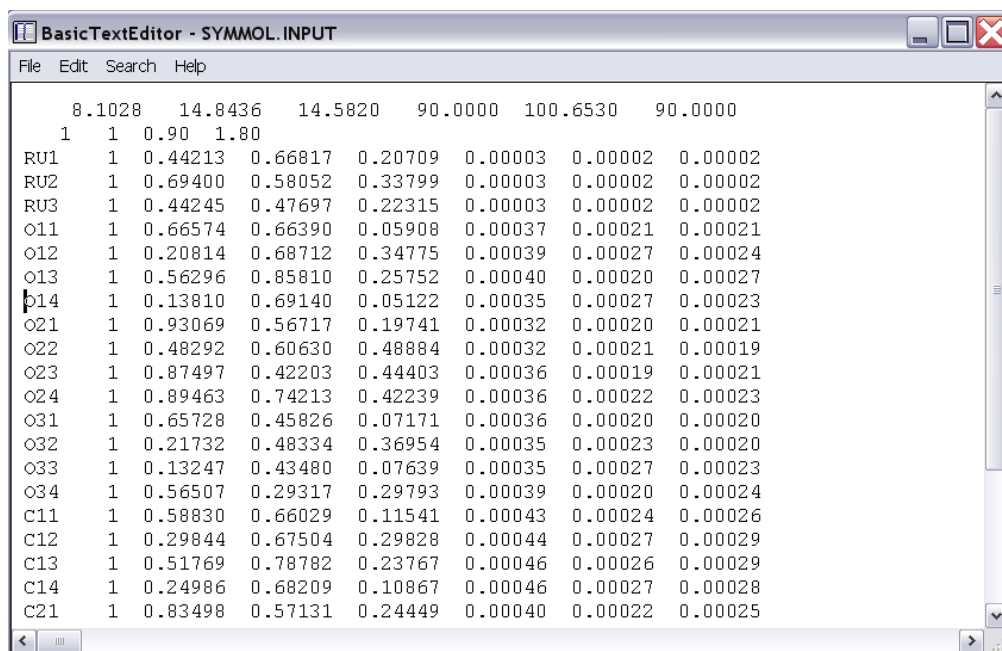 BasicTextEditor - SYMMOL.INPUT
File Edit Search Help
8.1028 14.8436 14.5820 90.0000 100.6530 90.0000
1 1 0.90 1.80
RU1 1 0.44213 0.66817 0.20709 0.00003 0.00002 0.00002
RU2 1 0.69400 0.58052 0.33799 0.00003 0.00002 0.00002
RU3 1 0.44245 0.47697 0.22315 0.00003 0.00002 0.00002
O11 1 0.66574 0.66390 0.05908 0.00037 0.00021 0.00021
O12 1 0.20814 0.68712 0.34775 0.00039 0.00027 0.00024
O13 1 0.56296 0.85810 0.25752 0.00040 0.00020 0.00027
O14 1 0.13810 0.69140 0.05122 0.00035 0.00027 0.00023
O21 1 0.93069 0.56717 0.19741 0.00032 0.00020 0.00021
O22 1 0.48292 0.60630 0.48884 0.00032 0.00021 0.00019
O23 1 0.87497 0.42203 0.44403 0.00036 0.00019 0.00021
O24 1 0.89463 0.74213 0.42239 0.00036 0.00022 0.00023
O31 1 0.65728 0.45826 0.07171 0.00036 0.00020 0.00020
O32 1 0.21732 0.48334 0.36954 0.00035 0.00023 0.00020
O33 1 0.13247 0.43480 0.07639 0.00035 0.00027 0.00023
O34 1 0.56507 0.29317 0.29793 0.00039 0.00020 0.00024
C11 1 0.58830 0.66029 0.11541 0.00043 0.00024 0.00026
C12 1 0.29844 0.67504 0.29828 0.00044 0.00027 0.00029
C13 1 0.51769 0.78782 0.23767 0.00046 0.00026 0.00029
C14 1 0.24986 0.68209 0.10867 0.00046 0.00027 0.00028
C21 1 0.83498 0.57131 0.24449 0.00040 0.00022 0.00025